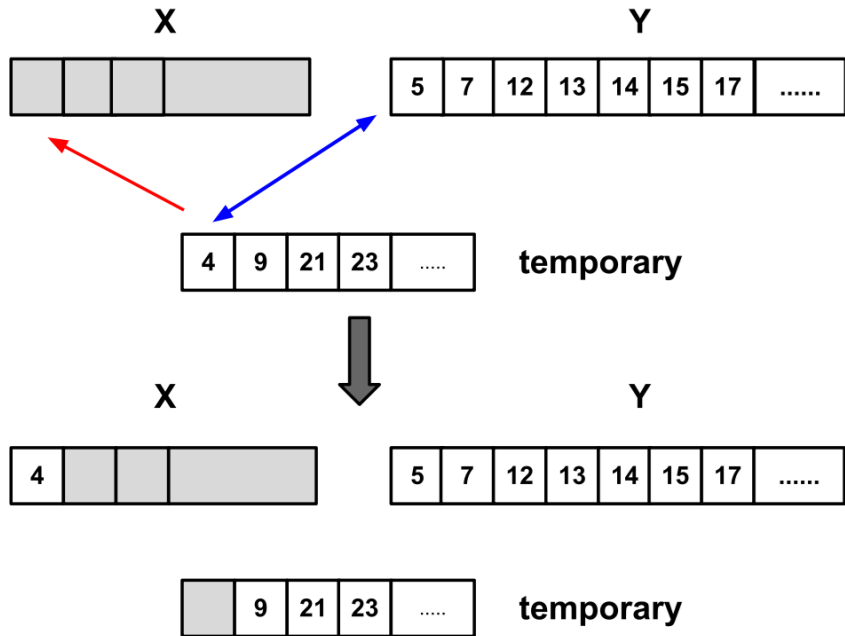 X Y
5 7 12 13 14 15 17 ......
4 9 21 23 ..... temporary
X Y
4 5 7 12 13 14 15 17 ......
9 21 23 ..... temporary